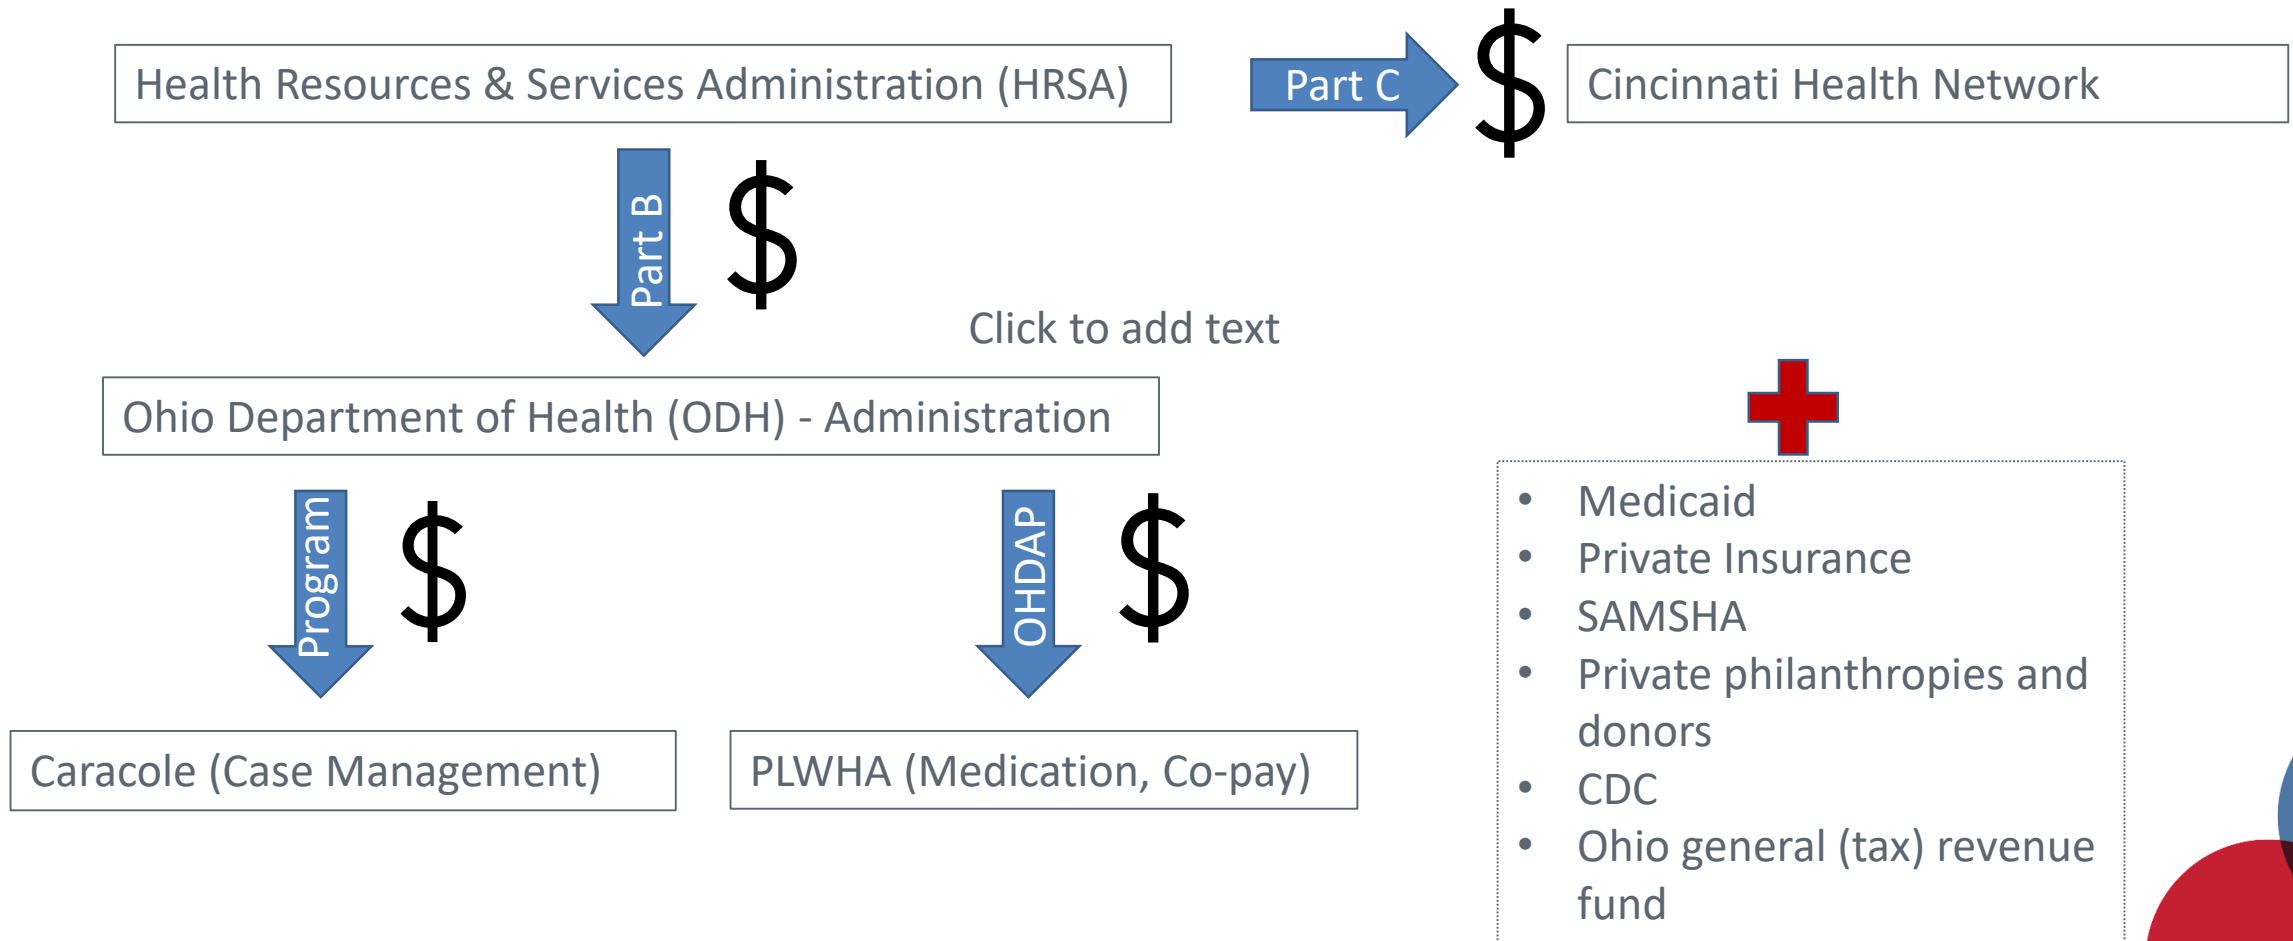 Health Resources & Services Administration (HRSA)
Part C
$
Cincinnati Health Network
Part B
$
Click to add text
Ohio Department of Health (ODH) - Administration
Program
$
OHDAP
$
Caracole (Case Management)
PLWHA (Medication, Co-pay)
• Medicaid
• Private Insurance
• SAMSHA
• Private philanthropies and
donors
• CDC
• Ohio general (tax) revenue
fund